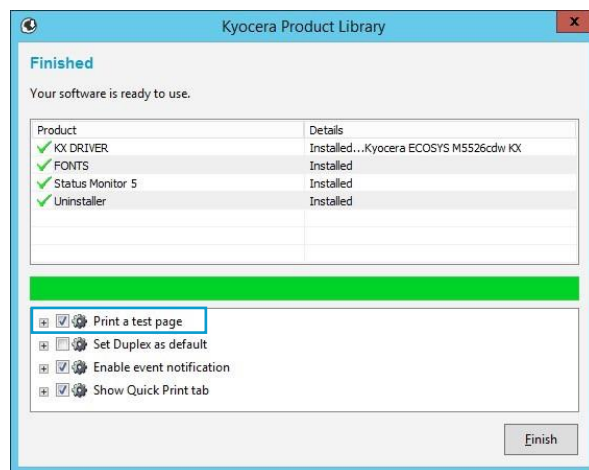 Kyocera Product Library
x
Finished
Your software is ready to use.
Product Details
KX DRIVER Installed...Kyocera ECOSYS M5526cdw KX
FONTS Installed
Status Monitor 5 Installed
Uninstaller Installed
Print a test page
Set Duplex as default
Enable event notification
Show Quick Print tab
Finish